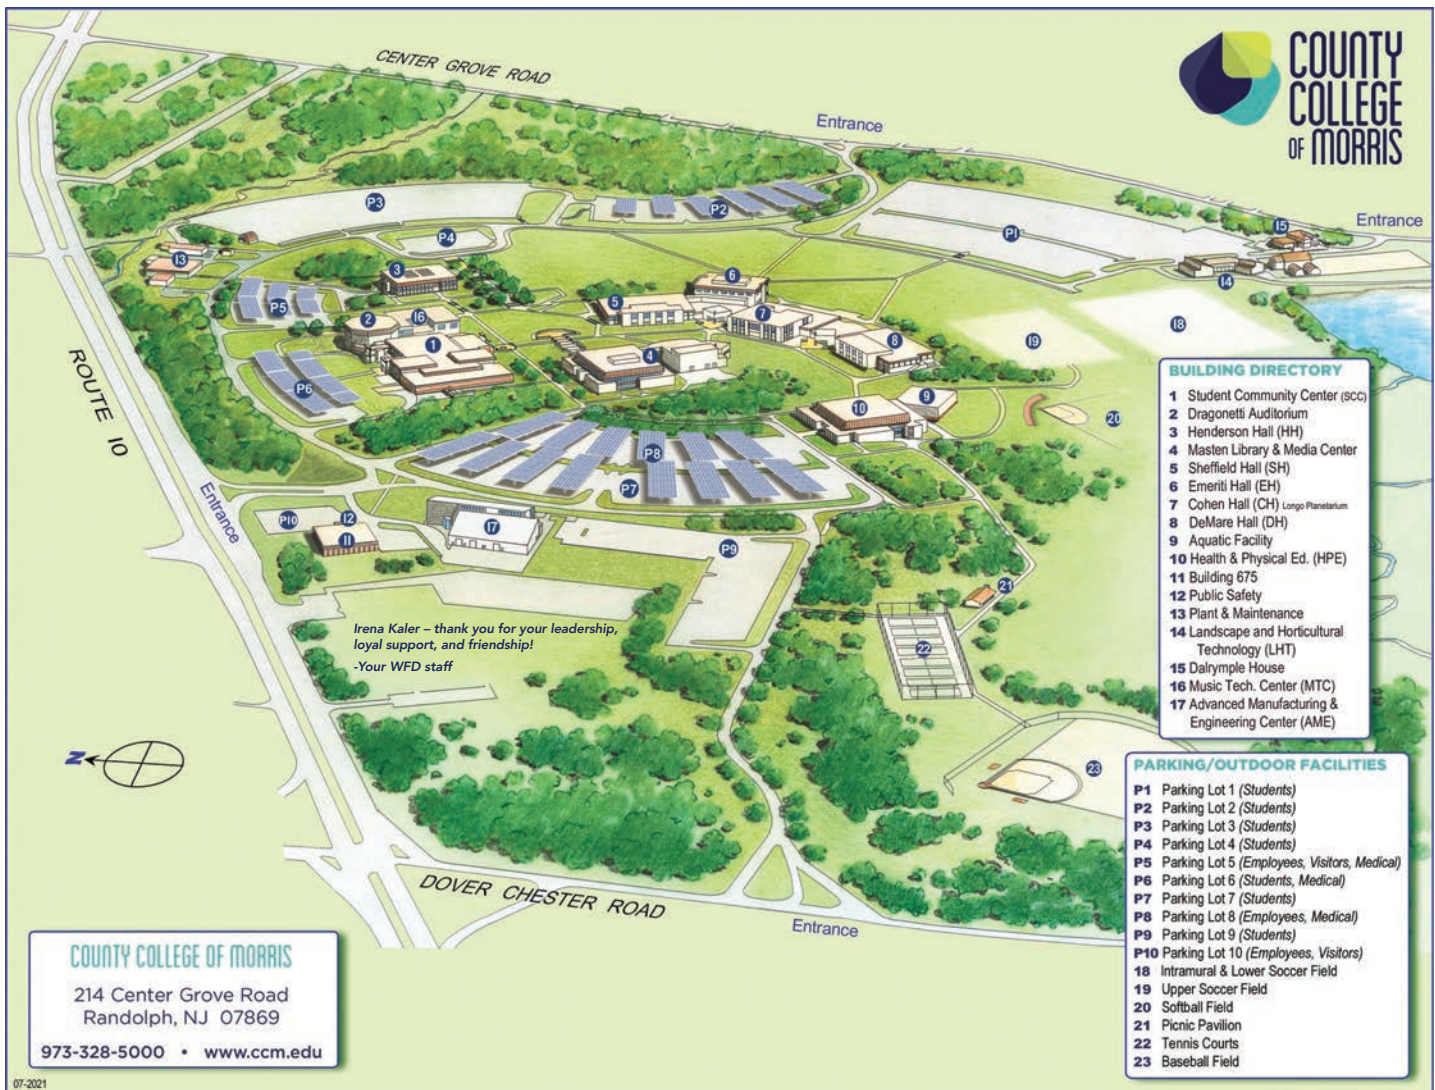 CENTER GROVE ROAD
Entrance
COUNTY
COLLEGE
OF MORRIS
Entrance
P3
P2
P1
15
P4
13
3
6
14
P5
5
2
16
7
18
1
4
8
19
ROUTE 10
P6
10
9
20
P8
P7
Entrance
P10
12
11
17
P9
21
22
23
Irena Kaler – thank you for your leadership,
loyal support, and friendship!
-Your WFD staff
N
DOVER CHESTER ROAD
Entrance
BUILDING DIRECTORY
1 Student Community Center (SCC)
2 Dragonetti Auditorium
3 Henderson Hall (HH)
4 Masten Library & Media Center
5 Sheffield Hall (SH)
6 Emeriti Hall (EH)
7 Cohen Hall (CH) Longo Planetarium
8 DeMare Hall (DH)
9 Aquatic Facility
10 Health & Physical Ed. (HPE)
11 Building 675
12 Public Safety
13 Plant & Maintenance
14 Landscape and Horticultural
Technology (LHT)
15 Dalrymple House
16 Music Tech. Center (MTC)
17 Advanced Manufacturing &
Engineering Center (AME)
PARKING/OUTDOOR FACILITIES
P1 Parking Lot 1 (Students)
P2 Parking Lot 2 (Students)
P3 Parking Lot 3 (Students)
P4 Parking Lot 4 (Students)
P5 Parking Lot 5 (Employees, Visitors, Medical)
P6 Parking Lot 6 (Students, Medical)
P7 Parking Lot 7 (Students)
P8 Parking Lot 8 (Employees, Medical)
P9 Parking Lot 9 (Students)
P10 Parking Lot 10 (Employees, Visitors)
18 Intramural & Lower Soccer Field
19 Upper Soccer Field
20 Softball Field
21 Picnic Pavilion
22 Tennis Courts
23 Baseball Field
COUNTY COLLEGE OF MORRIS
214 Center Grove Road
Randolph, NJ 07869
973-328-5000 • www.ccm.edu
07-2021